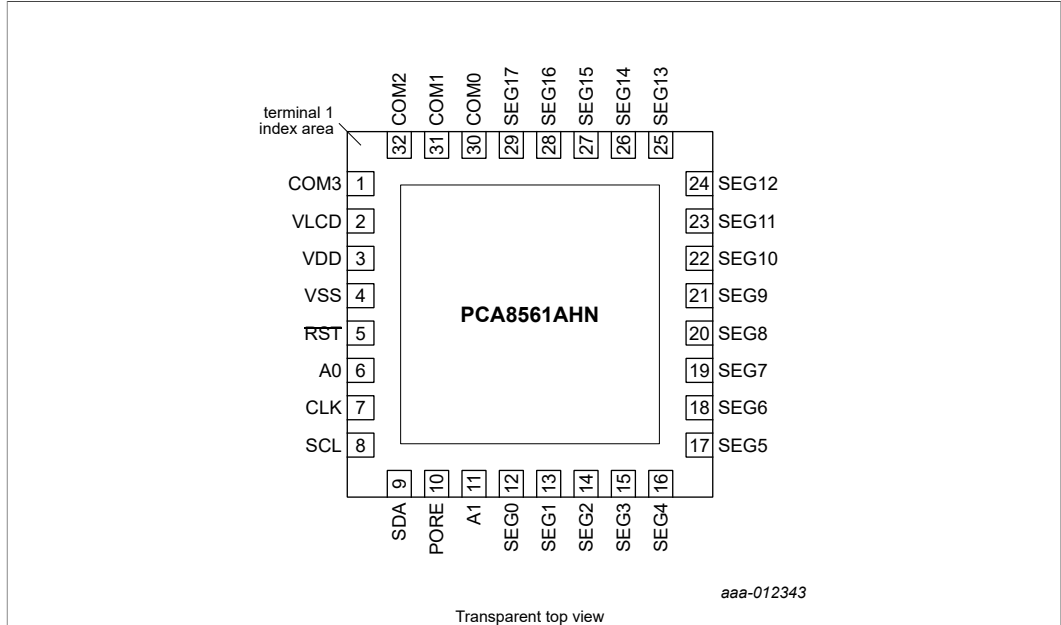 COM2
COM1
COM0
SEG17
SEG16
SEG15
SEG14
SEG13
terminal 1
index area
32
31
30
29
28
27
26
25
COM3 1
VLCD 2
VDD 3
VSS 4
RST 5
A0 6
CLK 7
SCL 8
24 SEG12
23 SEG11
22 SEG10
21 SEG9
20 SEG8
19 SEG7
18 SEG6
17 SEG5
PCA8561AHN
9
10
11
12
13
14
15
16
SDA
PORE
A1
SEG0
SEG1
SEG2
SEG3
SEG4
aaa-012343
Transparent top view